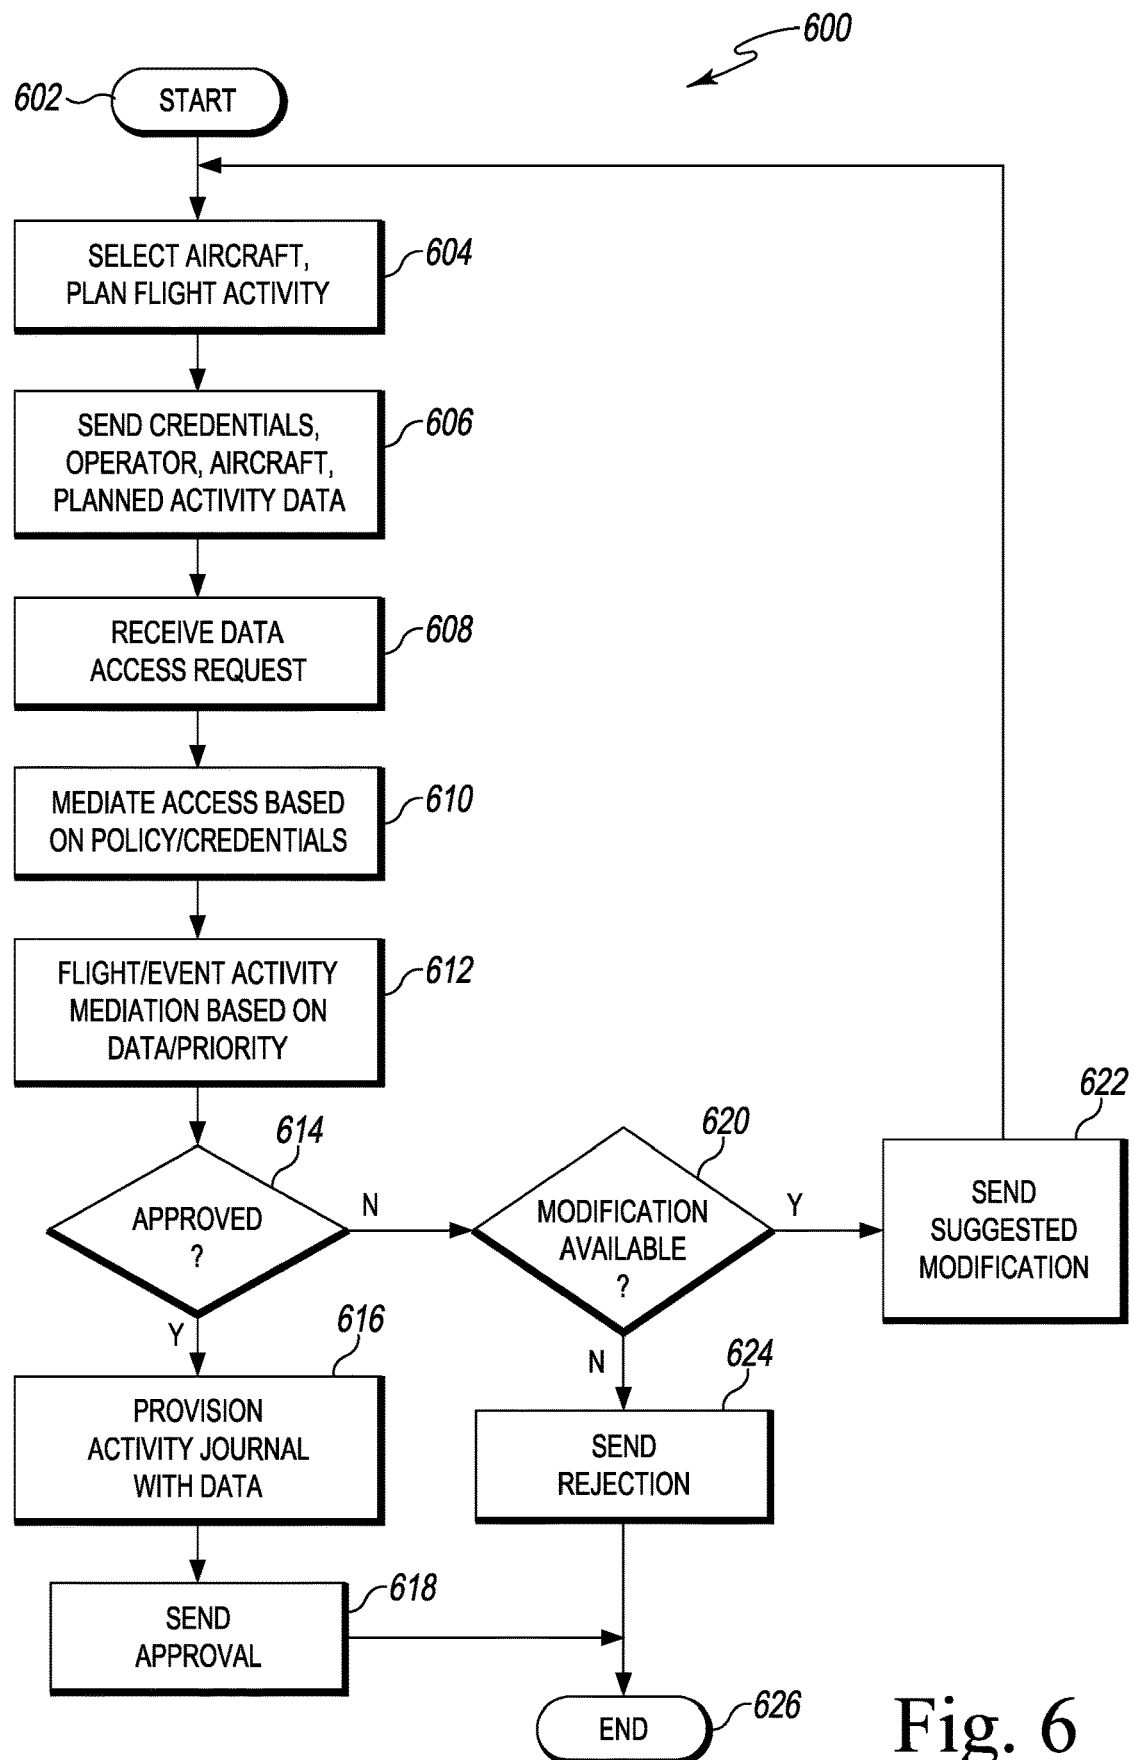 600
602
START
SELECT AIRCRAFT,
PLAN FLIGHT ACTIVITY
604
SEND CREDENTIALS,
OPERATOR, AIRCRAFT,
PLANNED ACTIVITY DATA
606
RECEIVE DATA
ACCESS REQUEST
608
MEDIATE ACCESS BASED
ON POLICY/CREDENTIALS
610
FLIGHT/EVENT ACTIVITY
MEDIATION BASED ON
DATA/PRIORITY
612
614
APPROVED
?
N
Y
620
MODIFICATION
AVAILABLE
?
Y
N
622
SEND
SUGGESTED
MODIFICATION
616
PROVISION
ACTIVITY JOURNAL
WITH DATA
624
SEND
REJECTION
618
SEND
APPROVAL
END
626
Fig. 6